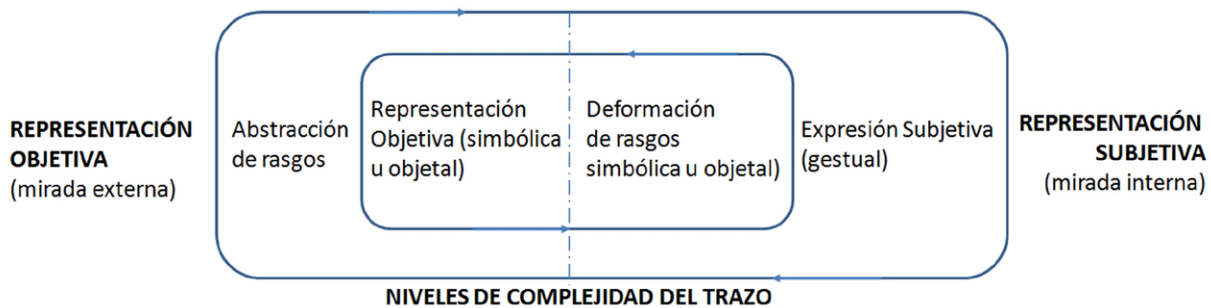 REPRESENTACIÓN
OBJETIVA
(mirada externa)
Abstracción
de rasgos
Representación
Objetiva (simbólica
u objetal)
Deformación
de rasgos
simbólica u objetal)
Expresión Subjetiva
(gestual)
REPRESENTACIÓN
SUBJETIVA
(mirada interna)
NIVELES DE COMPLEJIDAD DEL TRAZO